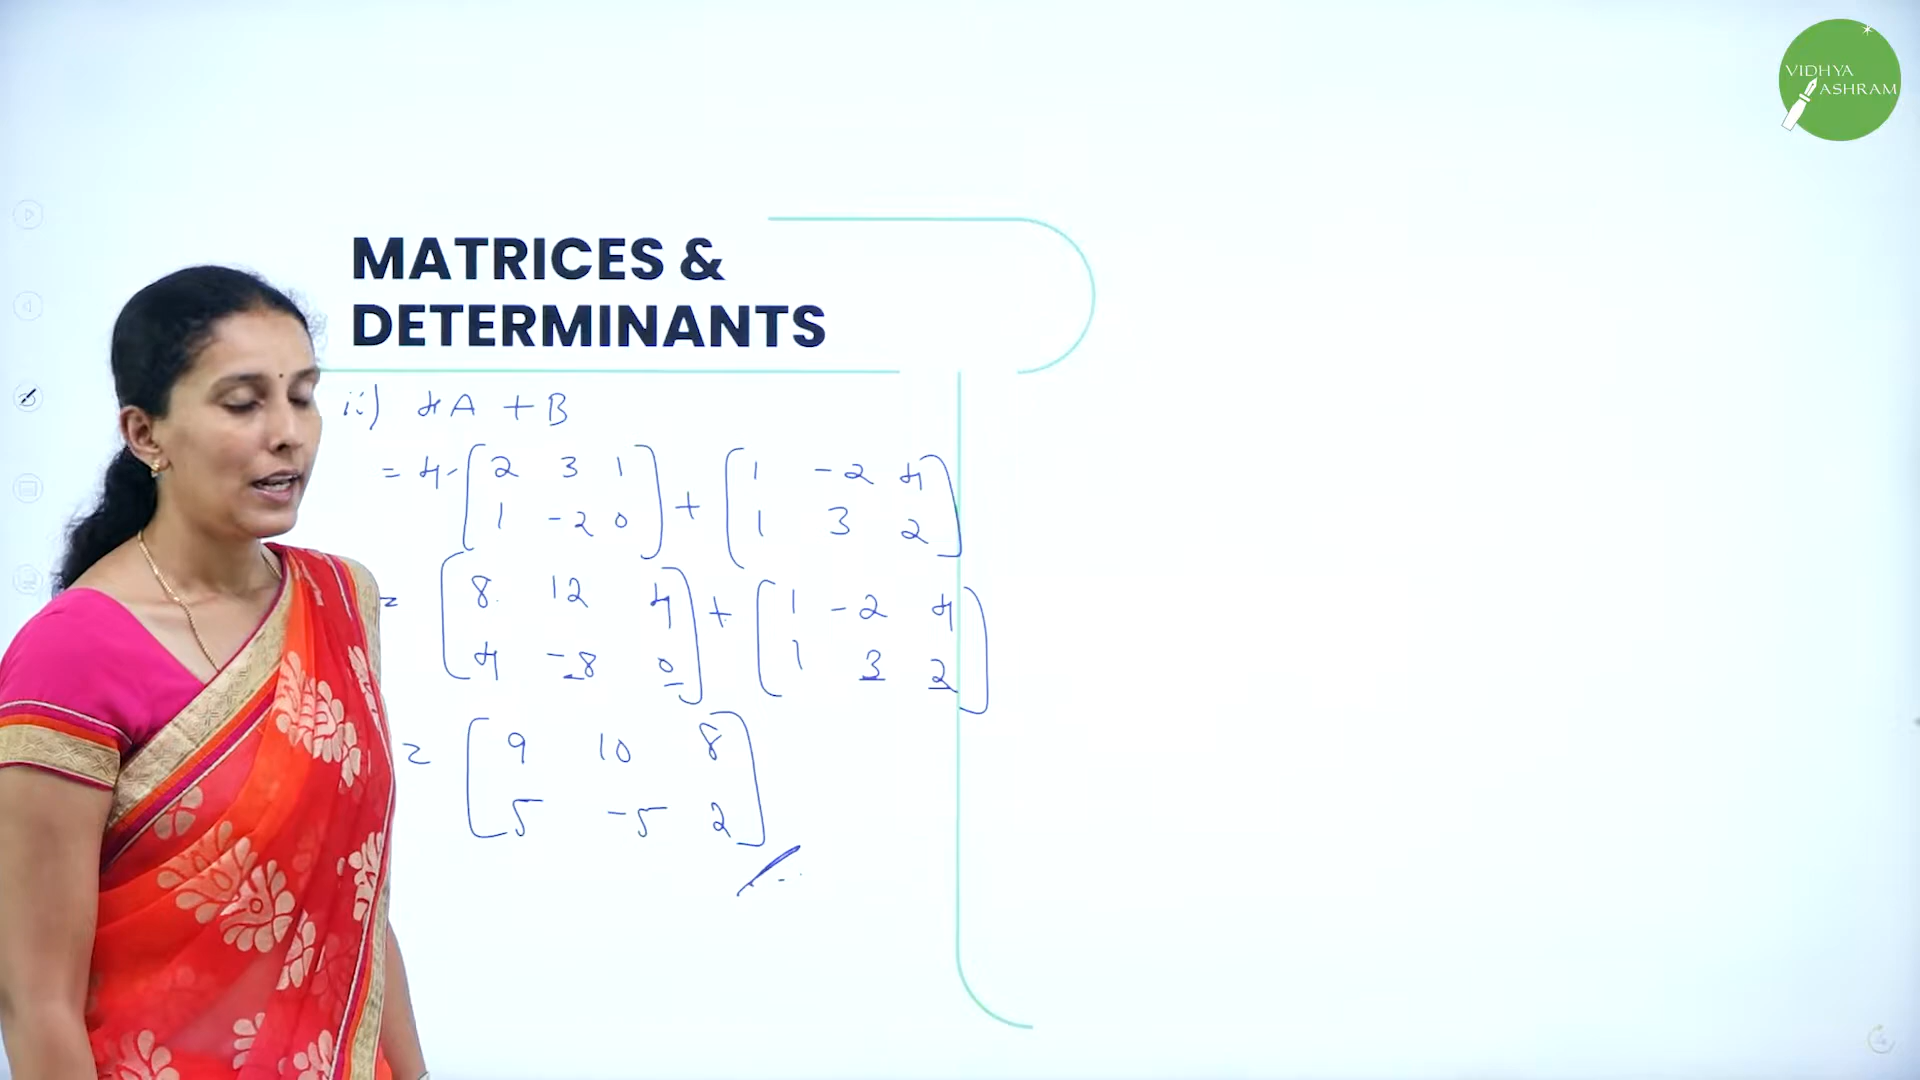 VIDHYA
ASHRAM
MATRICES &
DETERMINANTS
ii) 4A + B
= 4 · [ 2 3 1 ] + [ 1 -2 4 ]
[ 1 -2 0 ] [ 1 3 2 ]
= [ 8 12 4 ] + [ 1 -2 4 ]
[ 4 -8 0 ] [ 1 3 2 ]
= [ 9 10 8 ]
[ 5 -5 2 ]